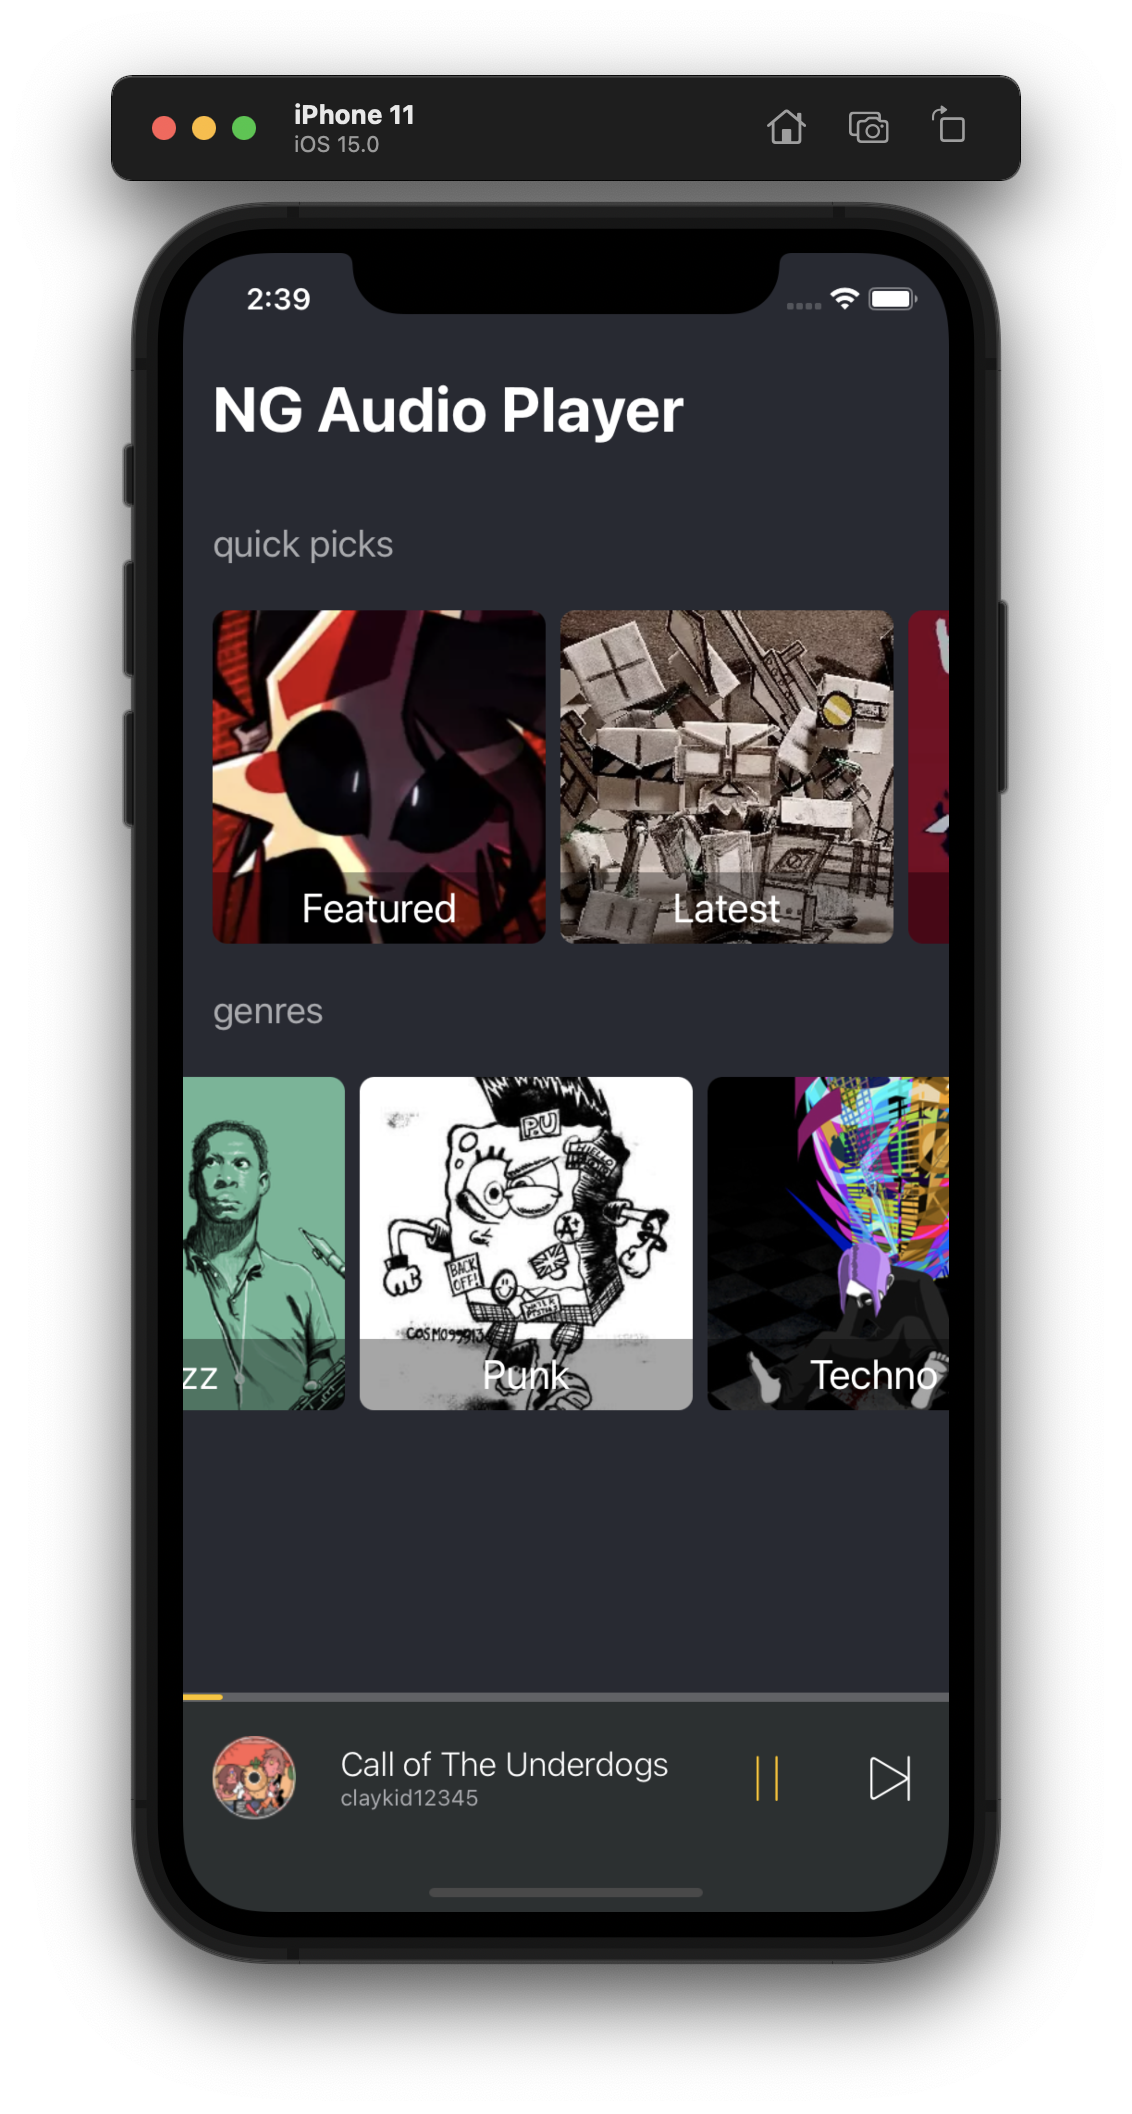 iPhone 11
iOS 15.0
2:39
NG Audio Player
quick picks
Featured
Latest
genres
zz
P.U
HELLO
A+
BACK
OFF!
COSMO99913
Punk
Techno
Call of The Underdogs
claykid12345